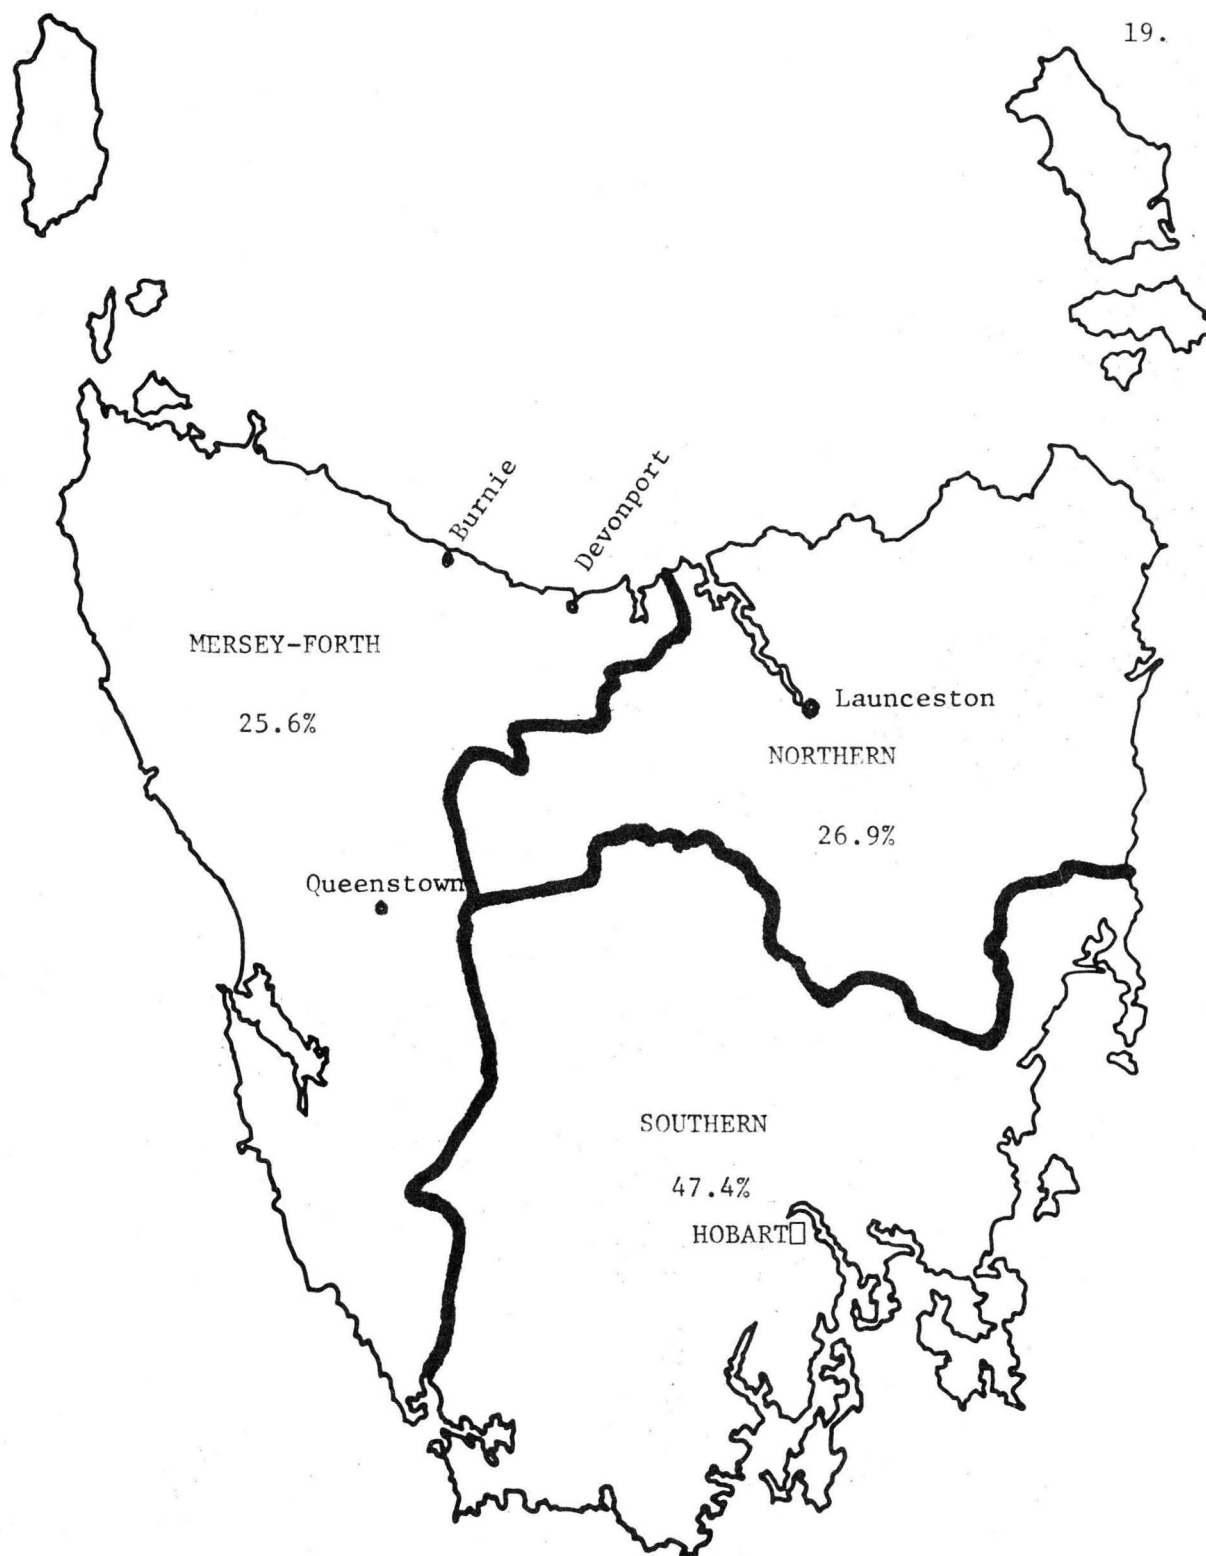 19.
Burnie
Devonport
MERSEY-FORTH
25.6%
Launceston
NORTHERN
26.9%
Queenstown
SOUTHERN
47.4%
HOBART